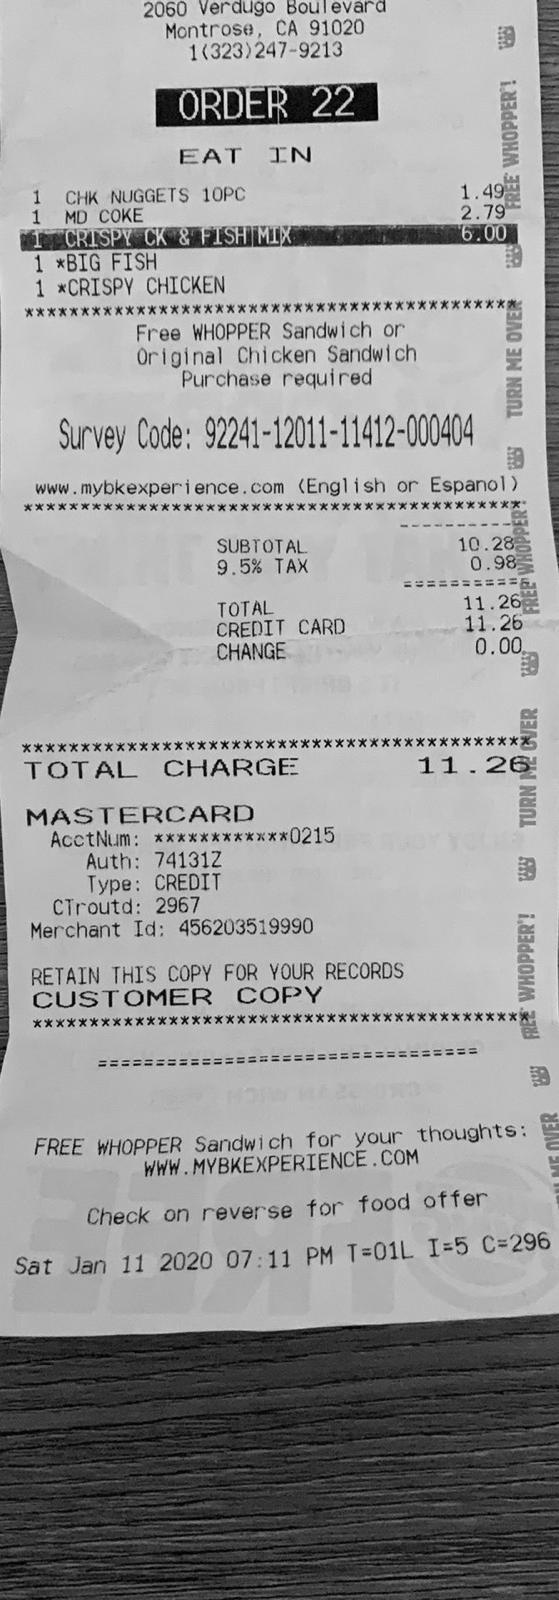 2060 Verdugo Boulevard
Montrose, CA 91020
1(323)247-9213
ORDER 22
EAT IN
1 CHK NUGGETS 10PC 1.49
1 MD COKE 2.79
1 CRISPY CK & FISH MIX 6.00
1 *BIG FISH
1 *CRISPY CHICKEN
******************************************
Free WHOPPER Sandwich or
Original Chicken Sandwich
Purchase required
Survey Code: 92241-12011-11412-000404
www.mybkexperience.com (English or Espanol)
******************************************
----------
SUBTOTAL 10.28
9.5% TAX 0.98
==========
TOTAL 11.26
CREDIT CARD 11.26
CHANGE 0.00
******************************************
TOTAL CHARGE 11.26
MASTERCARD
AcctNum: ************0215
Auth: 74131Z
Type: CREDIT
CTroutd: 2967
Merchant Id: 456203519990
RETAIN THIS COPY FOR YOUR RECORDS
CUSTOMER COPY
******************************************
==================================
FREE WHOPPER Sandwich for your thoughts:
WWW.MYBKEXPERIENCE.COM
Check on reverse for food offer
Sat Jan 11 2020 07:11 PM T=01L I=5 C=296
FREE WHOPPER!
TURN ME OVER
FREE WHOPPER!
TURN ME OVER
FREE WHOPPER!
TURN ME OVER